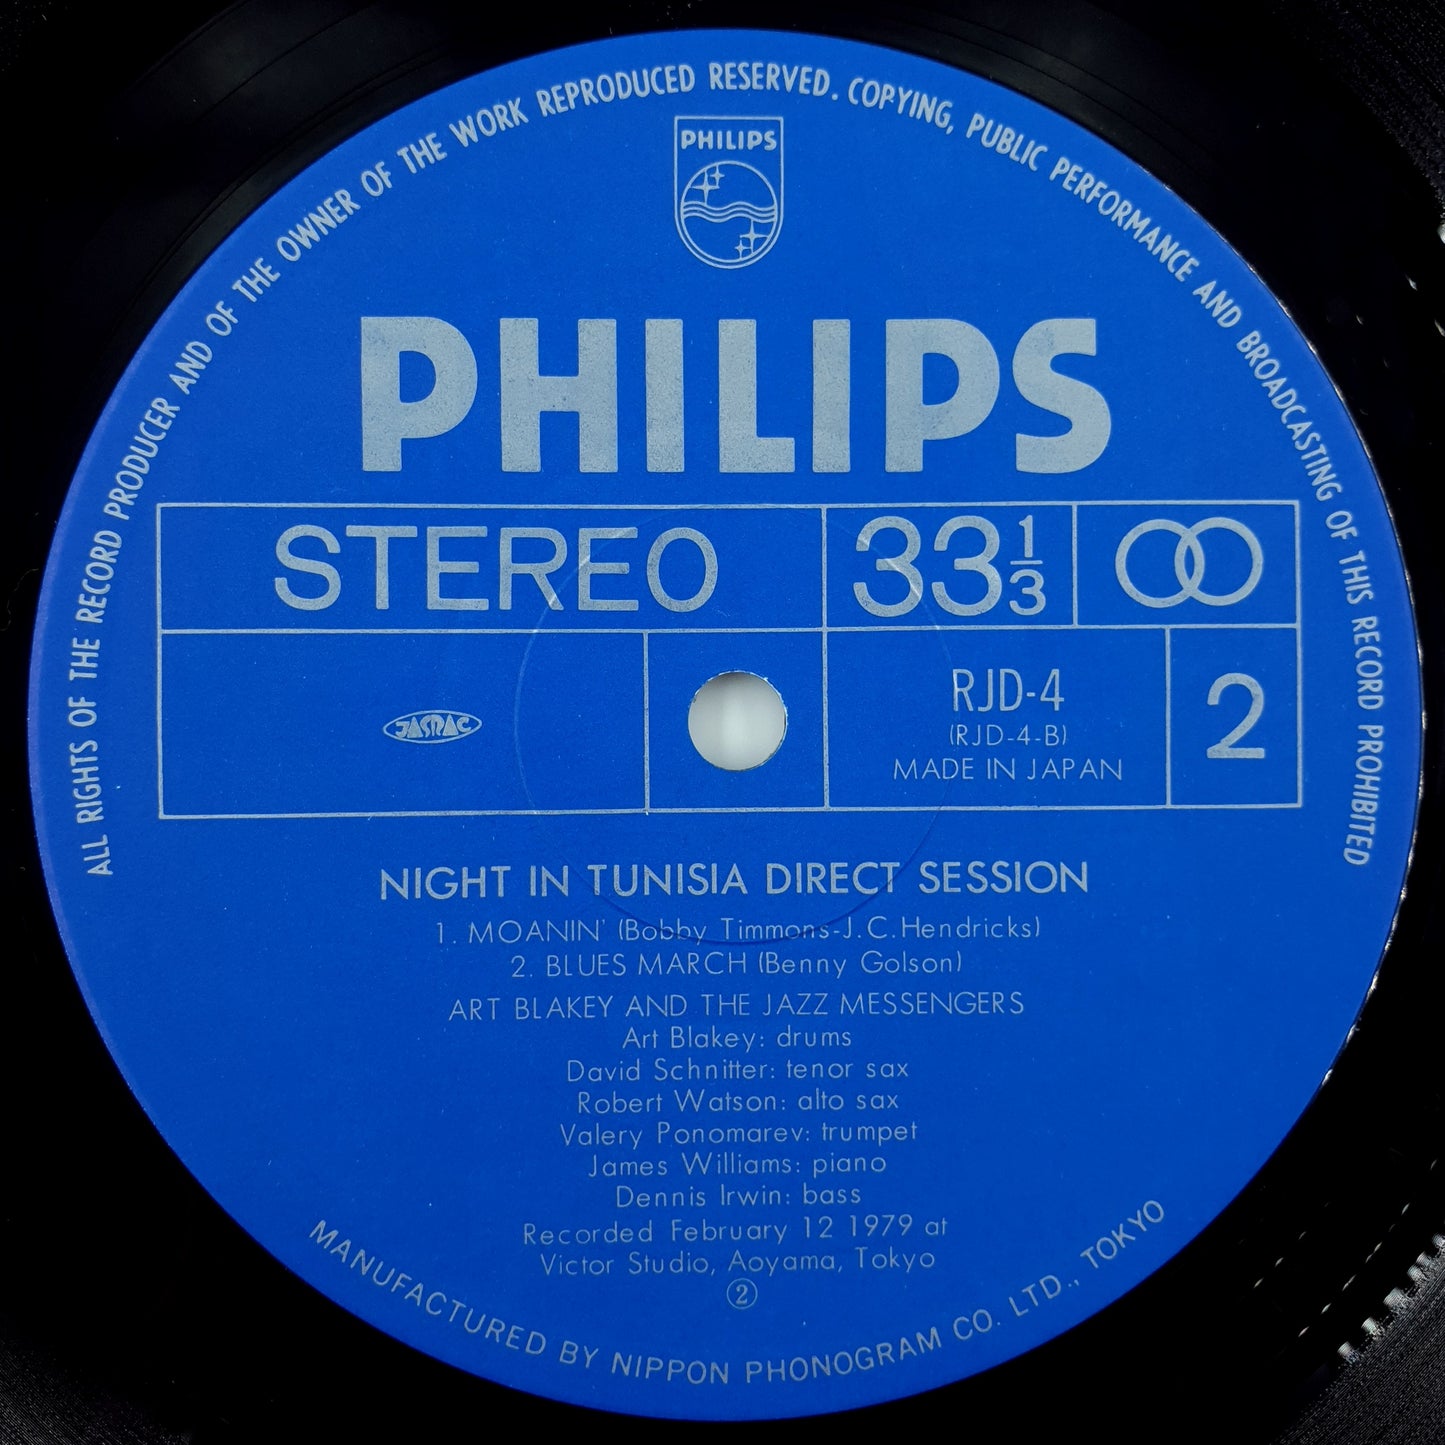 ALL RIGHTS OF THE RECORD PRODUCER AND OF THE OWNER OF THE WORK REPRODUCED RESERVED. COPYING, PUBLIC PERFORMANCE AND BROADCASTING OF THIS RECORD PROHIBITED
PHILIPS
PHILIPS
STEREO
33 1/3
JASRAC
RJD-4
(RJD-4-B)
MADE IN JAPAN
2
NIGHT IN TUNISIA DIRECT SESSION
1. MOANIN' (Bobby Timmons-J.C.Hendricks)
2. BLUES MARCH (Benny Golson)
ART BLAKEY AND THE JAZZ MESSENGERS
Art Blakey: drums
David Schnitter: tenor sax
Robert Watson: alto sax
Valery Ponomarev: trumpet
James Williams: piano
Dennis Irwin: bass
Recorded February 12 1979 at
Victor Studio, Aoyama, Tokyo
②
MANUFACTURED BY NIPPON PHONOGRAM CO. LTD., TOKYO